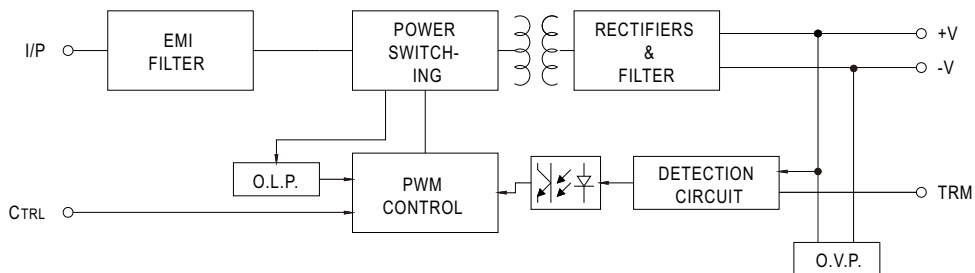 I/P
EMI
FILTER
POWER
SWITCH-
ING
RECTIFIERS
&
FILTER
+V
-V
O.L.P.
PWM
CONTROL
DETECTION
CIRCUIT
TRM
CTRL
O.V.P.